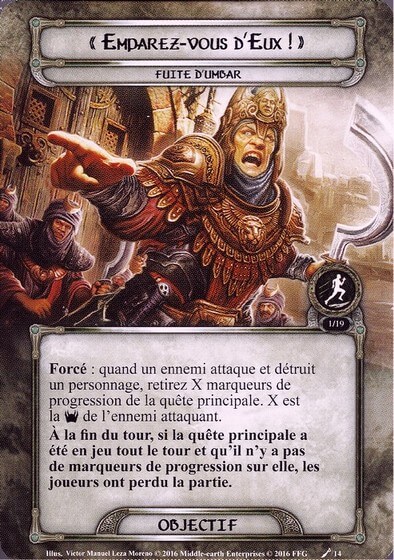 « Emparez-vous d'Eux ! »
Fuite d'Umbar
1/19
Forcé : quand un ennemi attaque et détruit
un personnage, retirez X marqueurs de
progression de la quête principale. X est
la de l'ennemi attaquant.
À la fin du tour, si la quête principale a
été en jeu tout le tour et qu'il n'y a pas
de marqueurs de progression sur elle, les
joueurs ont perdu la partie.
Objectif
Illus. Victor Manuel Leza Moreno © 2016 Middle-earth Enterprises © 2016 FFG 14